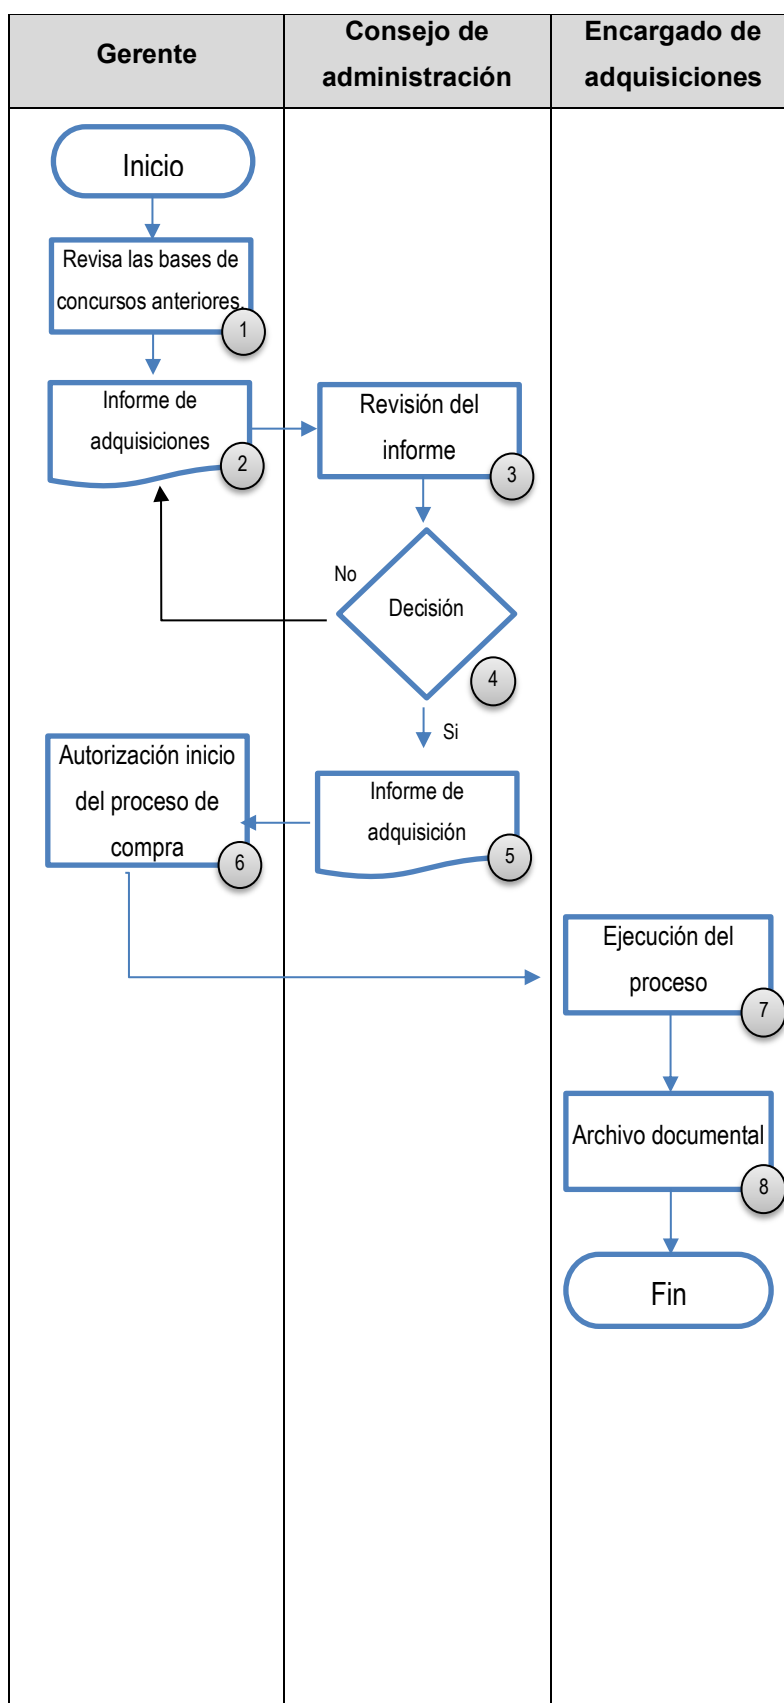 Gerente
Consejo de
administración
Encargado de
adquisiciones
Inicio
Revisa las bases de
concursos anteriores.
1
Informe de
adquisiciones
2
Revisión del
informe
3
No
Decisión
4
Si
Autorización inicio
del proceso de
compra
6
Informe de
adquisición
5
Ejecución del
proceso
7
Archivo documental
8
Fin